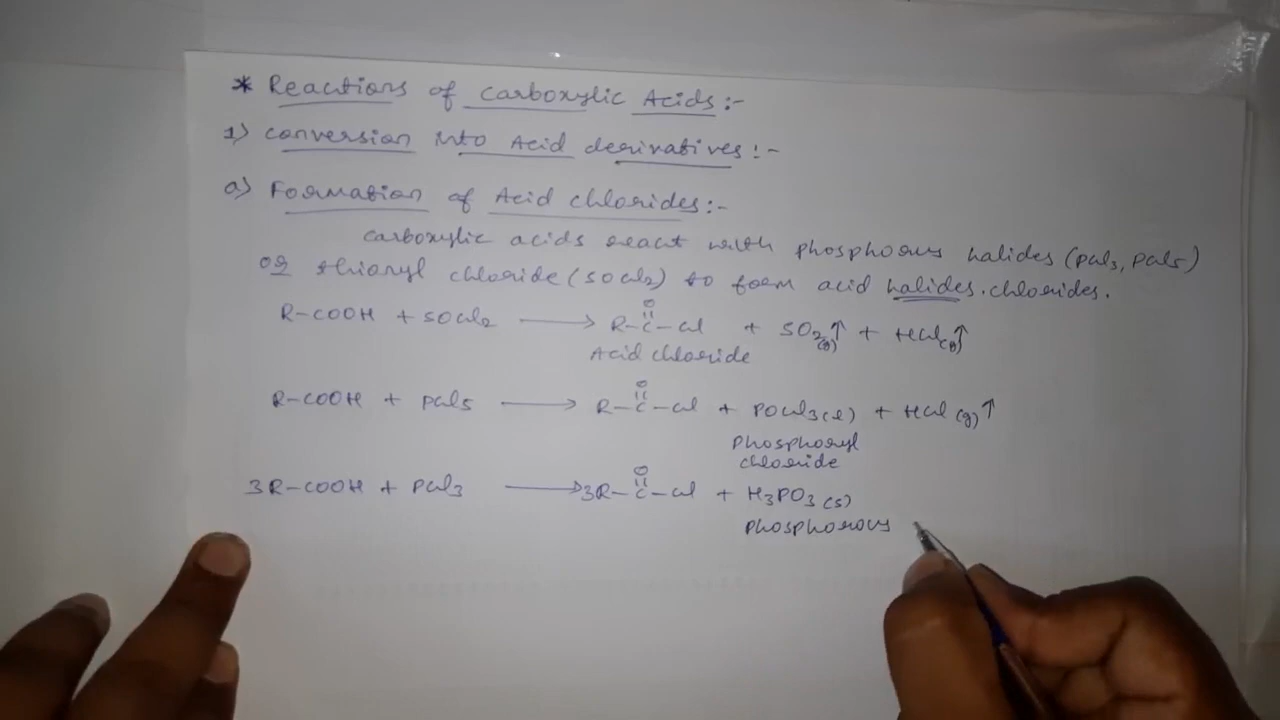 * Reactions of Carboxylic Acids:-
1) Conversion into Acid derivatives:-
a) Formation of Acid chlorides:-
Carboxylic acids react with phosphorus halides (PCl3, PCl5)
or thionyl chloride (SOCl2) to form acid halides. chlorides.
R-COOH + SOCl2 ⟶ R-C(=O)-Cl + SO2(g)↑ + HCl(g)↑
Acid chloride
R-COOH + PCl5 ⟶ R-C(=O)-Cl + POCl3(l) + HCl(g)↑
Phosphoryl
chloride
3R-COOH + PCl3 ⟶ 3R-C(=O)-Cl + H3PO3(s)
Phosphorous